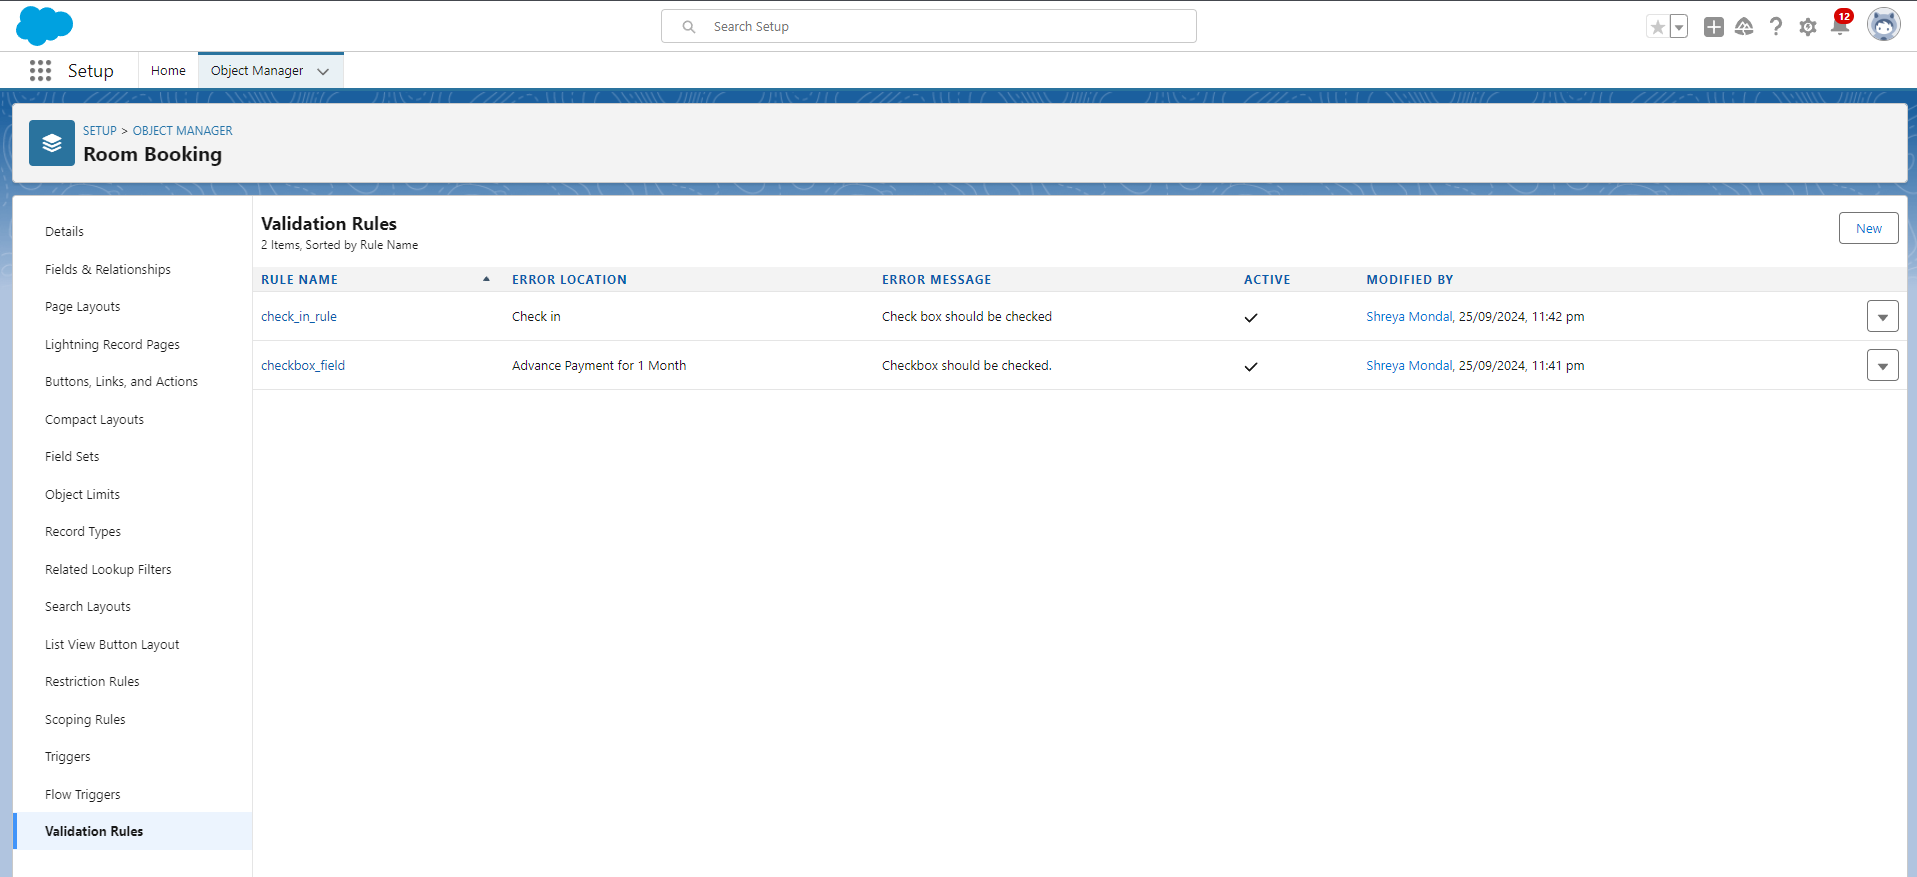 Search Setup
12
Setup
Home
Object Manager
SETUP > OBJECT MANAGER
Room Booking
Details
Fields & Relationships
Page Layouts
Lightning Record Pages
Buttons, Links, and Actions
Compact Layouts
Field Sets
Object Limits
Record Types
Related Lookup Filters
Search Layouts
List View Button Layout
Restriction Rules
Scoping Rules
Triggers
Flow Triggers
Validation Rules
Validation Rules
2 Items, Sorted by Rule Name
New
RULE NAME ERROR LOCATION ERROR MESSAGE ACTIVE MODIFIED BY
check_in_rule Check in Check box should be checked Shreya Mondal, 25/09/2024, 11:42 pm
checkbox_field Advance Payment for 1 Month Checkbox should be checked. Shreya Mondal, 25/09/2024, 11:41 pm